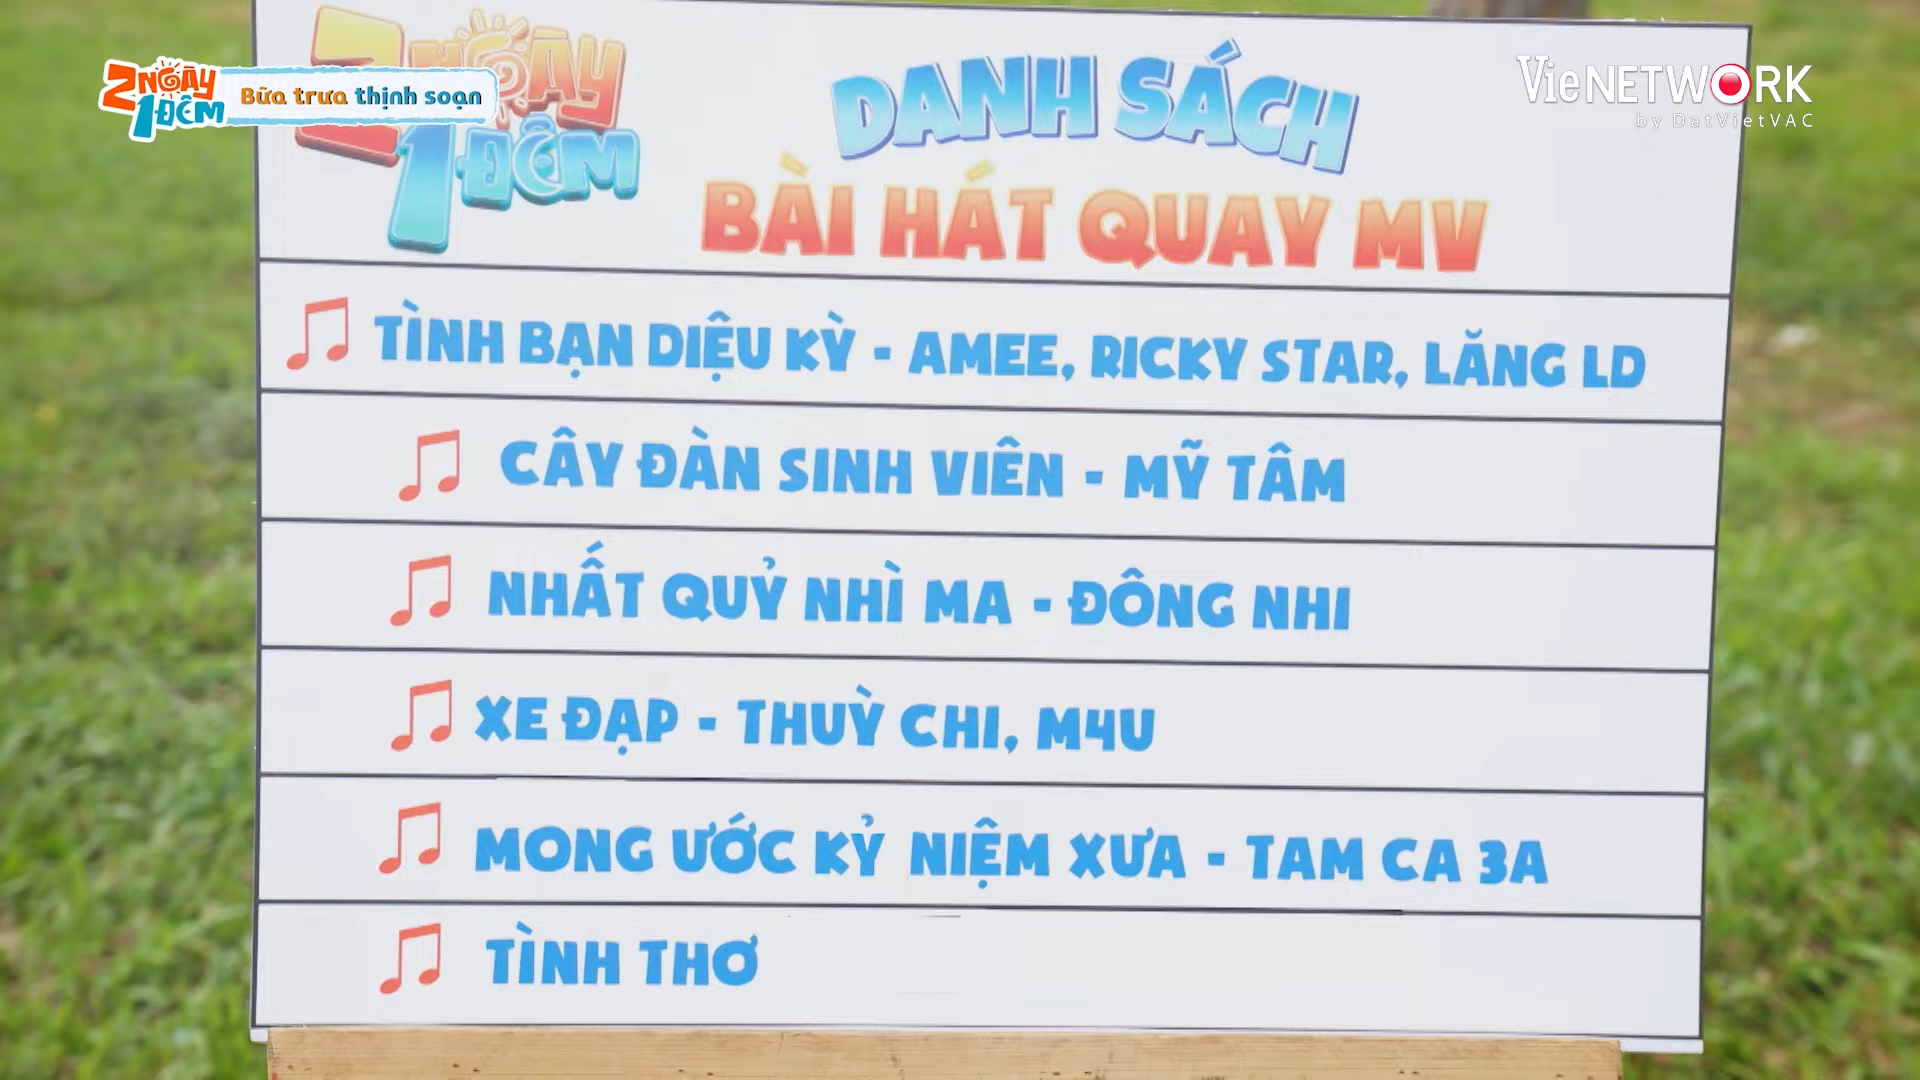 2 NGÀY
1 ĐÊM
Bữa trưa thịnh soạn
VieNETWORK
by DatVietVAC
2 NGÀY
1 ĐÊM
DANH SÁCH
BÀI HÁT QUAY MV
TÌNH BẠN DIỆU KỲ - AMEE, RICKY STAR, LĂNG LD
CÂY ĐÀN SINH VIÊN - MỸ TÂM
NHẤT QUỶ NHÌ MA - ĐÔNG NHI
XE ĐẠP - THUỲ CHI, M4U
MONG ƯỚC KỶ NIỆM XƯA - TAM CA 3A
TÌNH THƠ